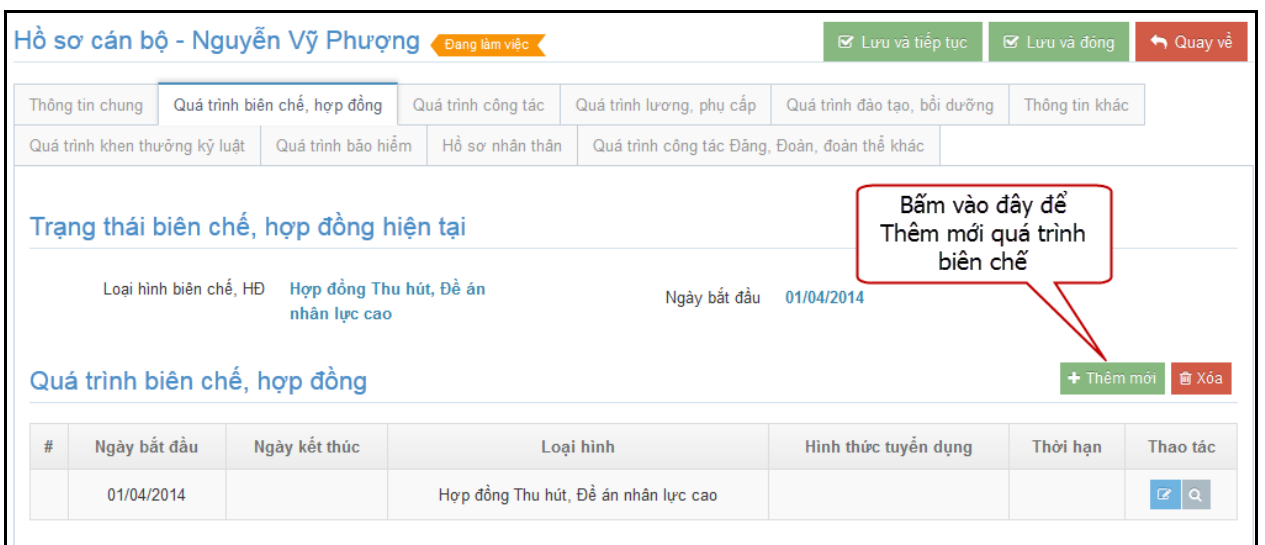 Hồ sơ cán bộ - Nguyễn Vỹ Phượng Đang làm việc Lưu và tiếp tục Lưu và đóng Quay về
Thông tin chung Quá trình biên chế, hợp đồng Quá trình công tác Quá trình lương, phụ cấp Quá trình đào tạo, bồi dưỡng Thông tin khác
Quá trình khen thưởng kỷ luật Quá trình bảo hiểm Hồ sơ nhân thân Quá trình công tác Đảng, Đoàn, đoàn thể khác
Bấm vào đây để
Thêm mới quá trình
biên chế
Trạng thái biên chế, hợp đồng hiện tại
Loại hình biên chế, HĐ Hợp đồng Thu hút, Đề án
nhân lực cao
Ngày bắt đầu 01/04/2014
Quá trình biên chế, hợp đồng + Thêm mới Xóa
# Ngày bắt đầu Ngày kết thúc Loại hình Hình thức tuyển dụng Thời hạn Thao tác
01/04/2014 Hợp đồng Thu hút, Đề án nhân lực cao